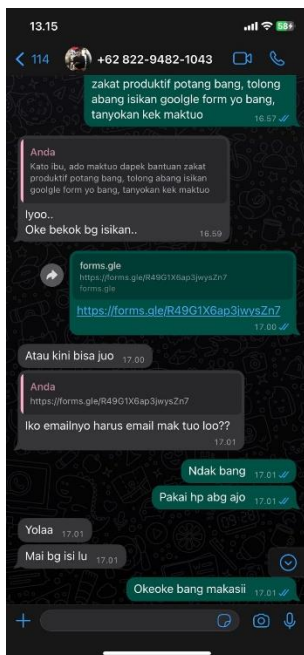 13.15
58
114
+62 822-9482-1043
zakat produktif potang bang, tolong
abang isikan goolgle form yo bang,
tanyokan kek maktuo
16.57
Anda
Kato ibu, ado maktuo dapek bantuan zakat
produktif potang bang, tolong abang isikan
goolgle form yo bang, tanyokan kek maktuo
Iyoo..
Oke bekok bg isikan..
16.59
forms.gle
https://forms.gle/R49G1X6ap3jwysZn7
forms.gle
https://forms.gle/R49G1X6ap3jwysZn7
17.00
Atau kini bisa juo 17.00
Anda
https://forms.gle/R49G1X6ap3jwysZn7
Iko emailnyo harus email mak tuo loo??
17.01
Ndak bang 17.01
Pakai hp abg ajo 17.01
Yolaa 17.01
Mai bg isi lu 17.01
Okeoke bang makasii 17.01